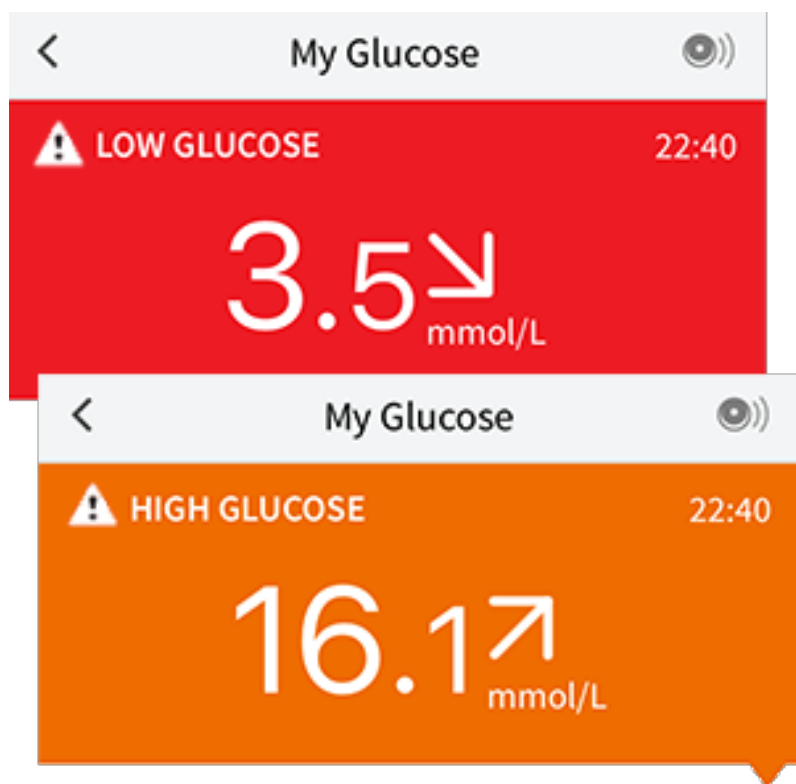 My Glucose
LOW GLUCOSE 22:40
3.5
mmol/L
My Glucose
HIGH GLUCOSE 22:40
16.1
mmol/L